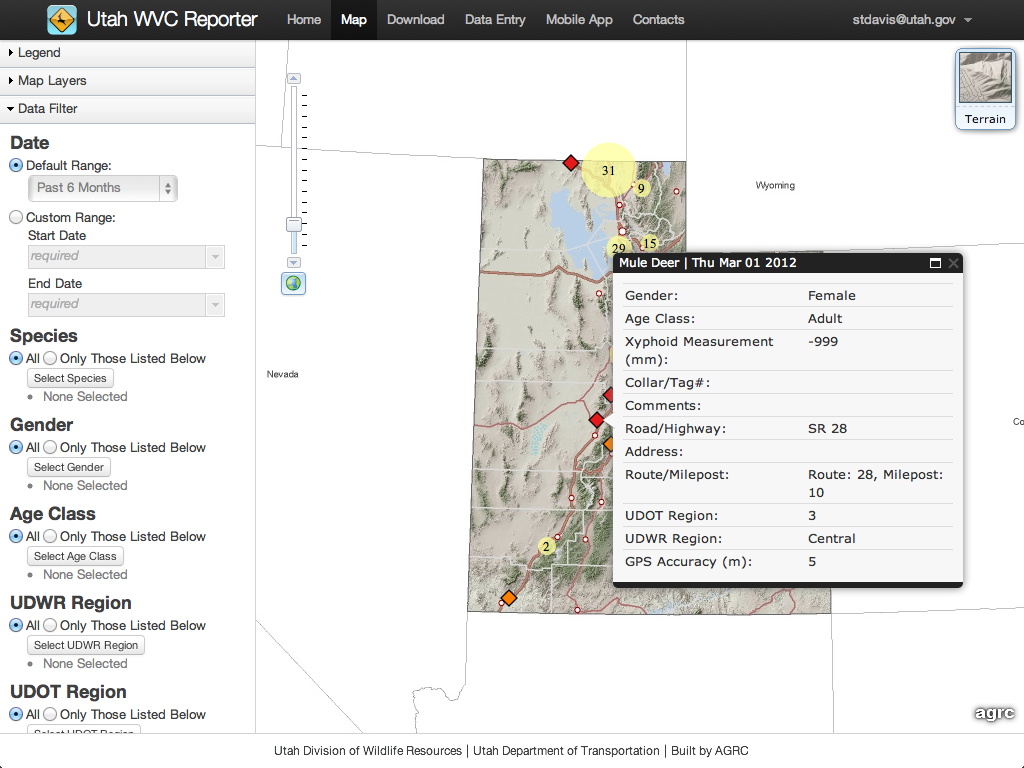 Utah WVC Reporter
Home
Map
Download
Data Entry
Mobile App
Contacts
stdavis@utah.gov
Legend
Map Layers
Data Filter
Date
Default Range:
Past 6 Months
Custom Range:
Start Date
required
End Date
required
Species
All
Only Those Listed Below
Select Species
None Selected
Gender
All
Only Those Listed Below
Select Gender
None Selected
Age Class
All
Only Those Listed Below
Select Age Class
None Selected
UDWR Region
All
Only Those Listed Below
Select UDWR Region
None Selected
UDOT Region
All
Only Those Listed Below
Select UDOT Region
Terrain
31
9
Wyoming
29
15
Nevada
Co
2
Mule Deer | Thu Mar 01 2012
Gender: Female
Age Class: Adult
Xyphoid Measurement -999
(mm):
Collar/Tag#:
Comments:
Road/Highway: SR 28
Address:
Route/Milepost: Route: 28, Milepost:
10
UDOT Region: 3
UDWR Region: Central
GPS Accuracy (m): 5
agrc
Utah Division of Wildlife Resources | Utah Department of Transportation | Built by AGRC